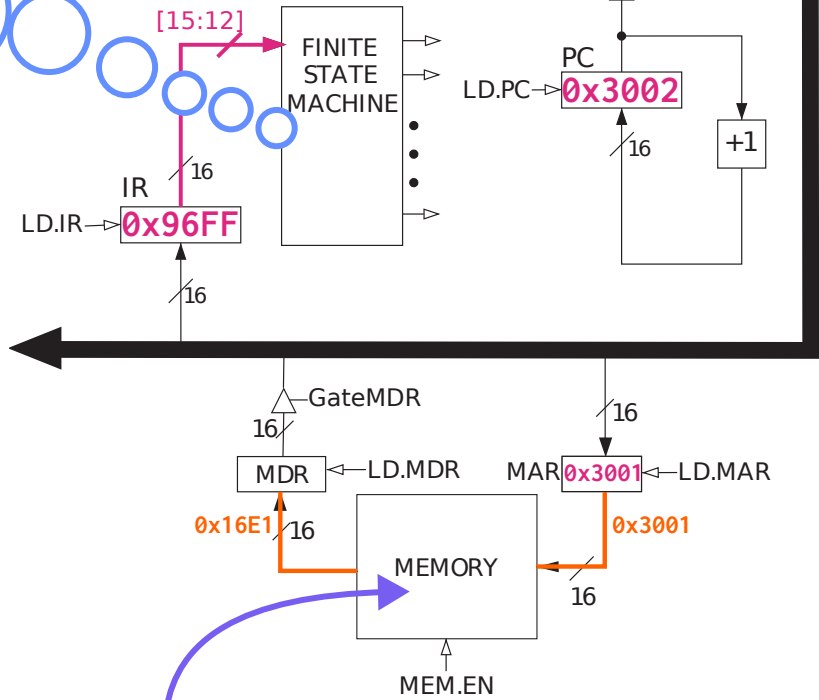 [15:12]
FINITE
STATE
MACHINE
PC
LD.PC
0x3002
+1
16
16
IR
LD.IR
0x96FF
16
GateMDR
16
16
MDR
LD.MDR
MAR
0x3001
LD.MAR
0x16E1
16
0x3001
MEMORY
16
MEM.EN